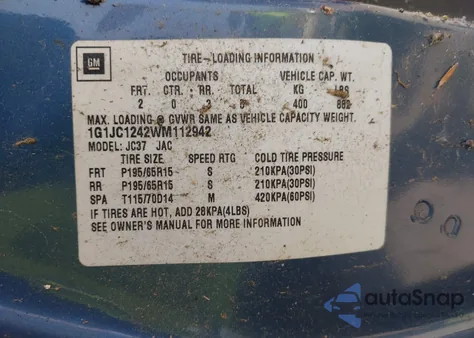 GM
TIRE-LOADING INFORMATION
OCCUPANTS VEHICLE CAP. WT.
FRT. CTR. RR. TOTAL KG LBS
2 0 3 5 400 882
MAX. LOADING @ GVWR SAME AS VEHICLE CAPACITY WEIGHT.
1G1JC1242WM112942
MODEL: JC37 JAC
TIRE SIZE SPEED RTG COLD TIRE PRESSURE
FRT P195/65R15 S 210KPA(30PSI)
RR P195/65R15 S 210KPA(30PSI)
SPA T115/70D14 M 420KPA(60PSI)
IF TIRES ARE HOT, ADD 28KPA(4LBS)
SEE OWNER'S MANUAL FOR MORE INFORMATION
autoSnap